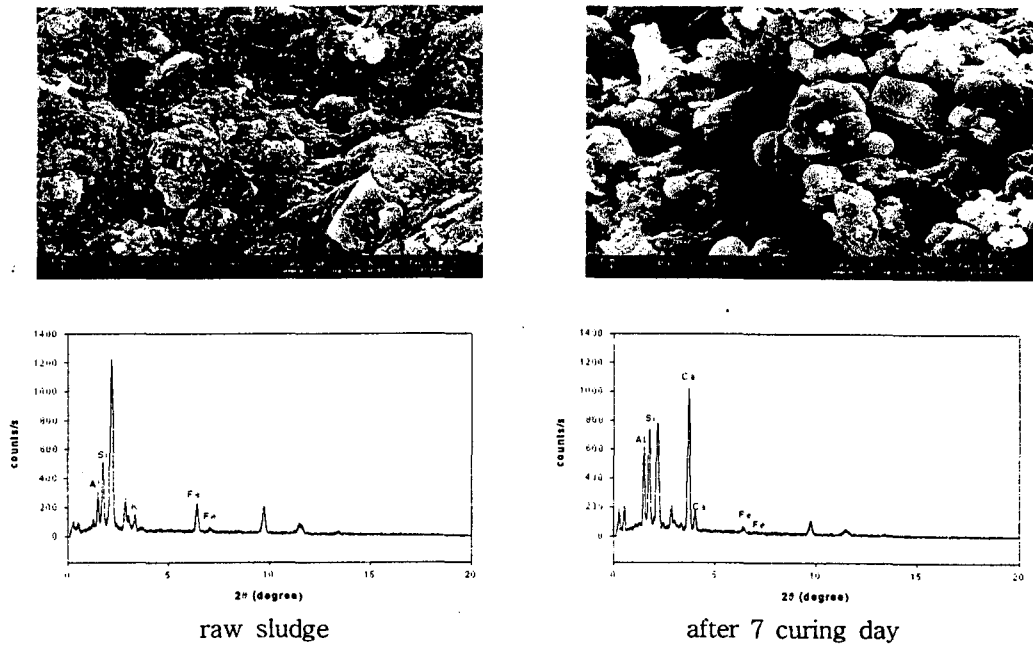 1400
1200
1000
800
600
400
200
0
counts/s
Al
Si
K
Fe
Fe
0 5 10 15 20
2θ (degree)
raw sludge
1400
1200
1000
800
600
400
200
0
counts/s
Al
Si
Ca
Ca
Fe
Fe
0 5 10 15 20
2θ (degree)
after 7 curing day